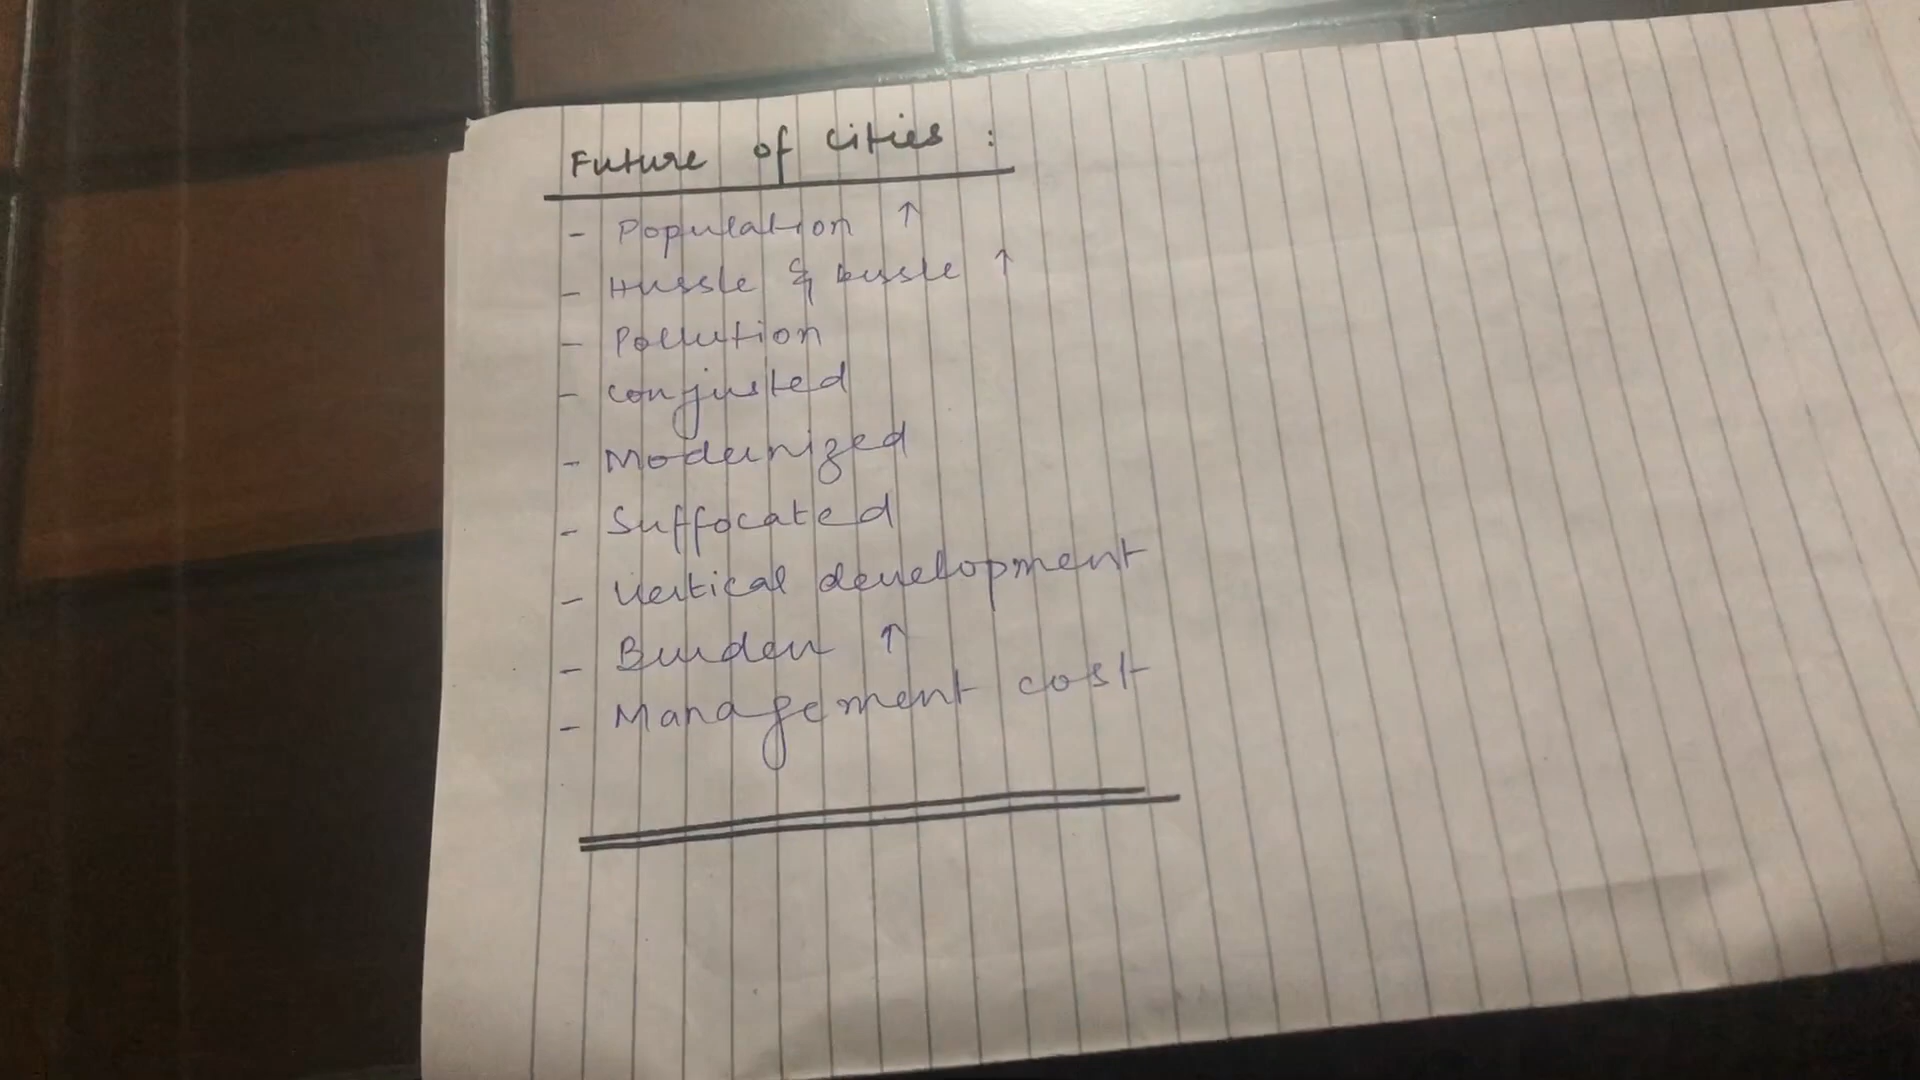 Future of cities :
- Population ↑
- Hussle & bussle ↑
- Pollution
- conjusted
- Modernized
- Suffocated
- Vertical development
- Burden ↑
- Management cost